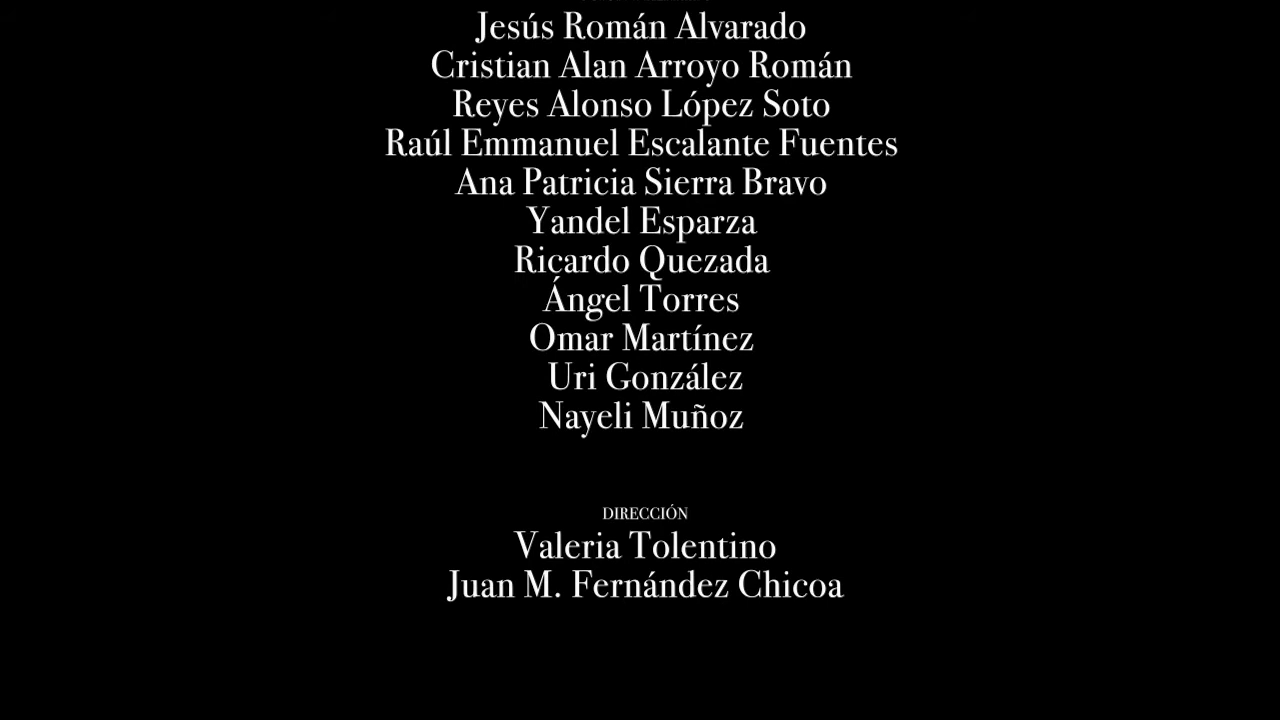 Jesús Román Alvarado
Cristian Alan Arroyo Román
Reyes Alonso López Soto
Raúl Emmanuel Escalante Fuentes
Ana Patricia Sierra Bravo
Yandel Esparza
Ricardo Quezada
Ángel Torres
Omar Martínez
Uri González
Nayeli Muñoz
DIRECCIÓN
Valeria Tolentino
Juan M. Fernández Chicoa